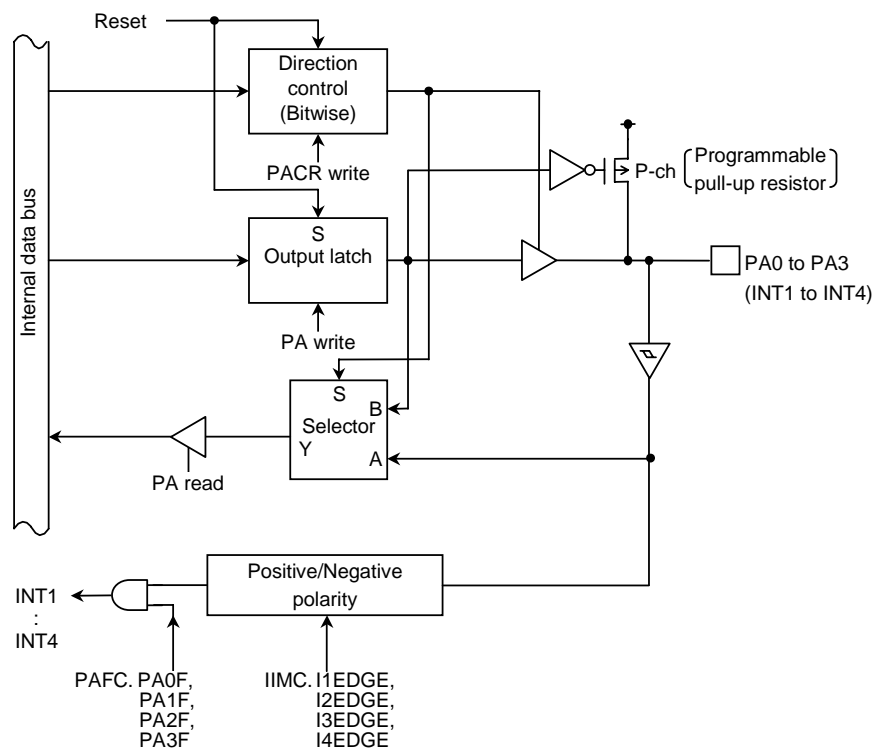 Reset
Direction
control
(Bitwise)
PACR write
P-ch
Programmable
pull-up resistor
Internal data bus
S
Output latch
PA write
PA0 to PA3
(INT1 to INT4)
S
B
Selector
Y
A
PA read
Positive/Negative
polarity
INT1
:
INT4
PAFC. PA0F,
PA1F,
PA2F,
PA3F
IIMC. I1EDGE,
I2EDGE,
I3EDGE,
I4EDGE